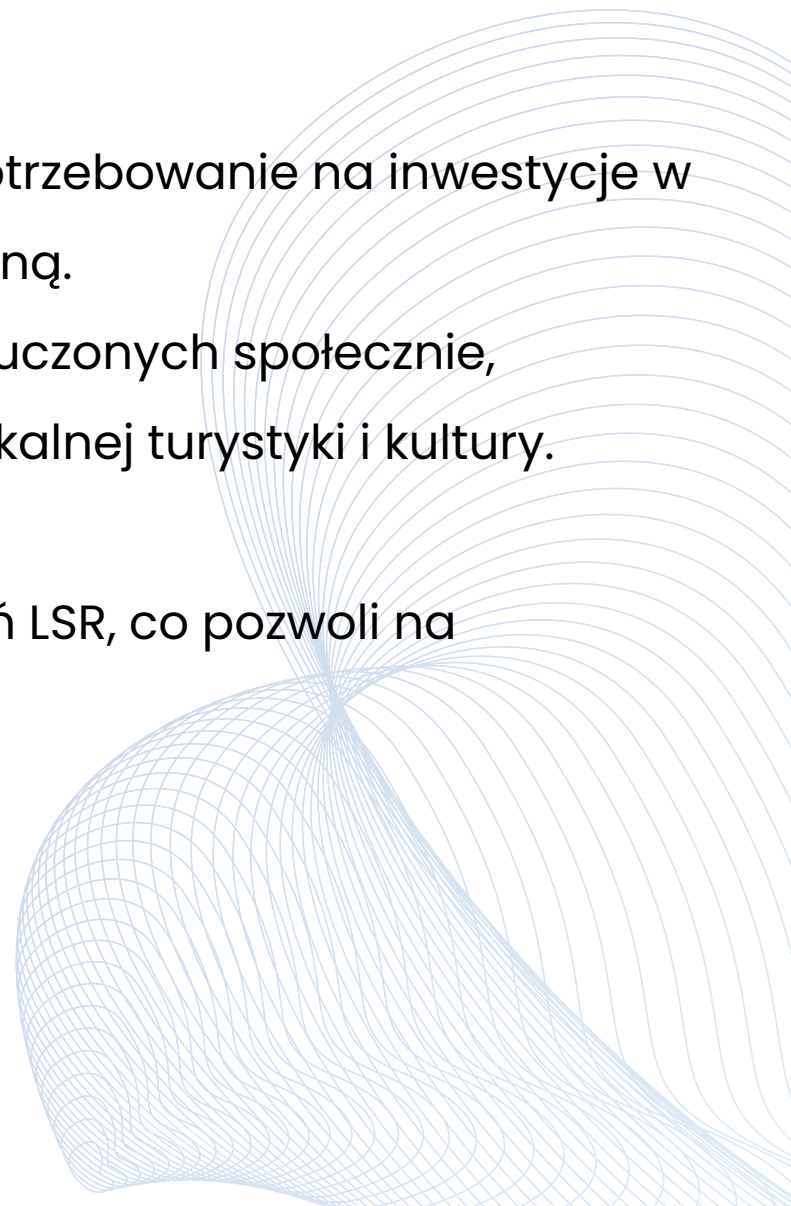 otrzebowanie na inwestycje w
ną.
uczonych społecznie,
kalnej turystyki i kultury.
ń LSR, co pozwoli na